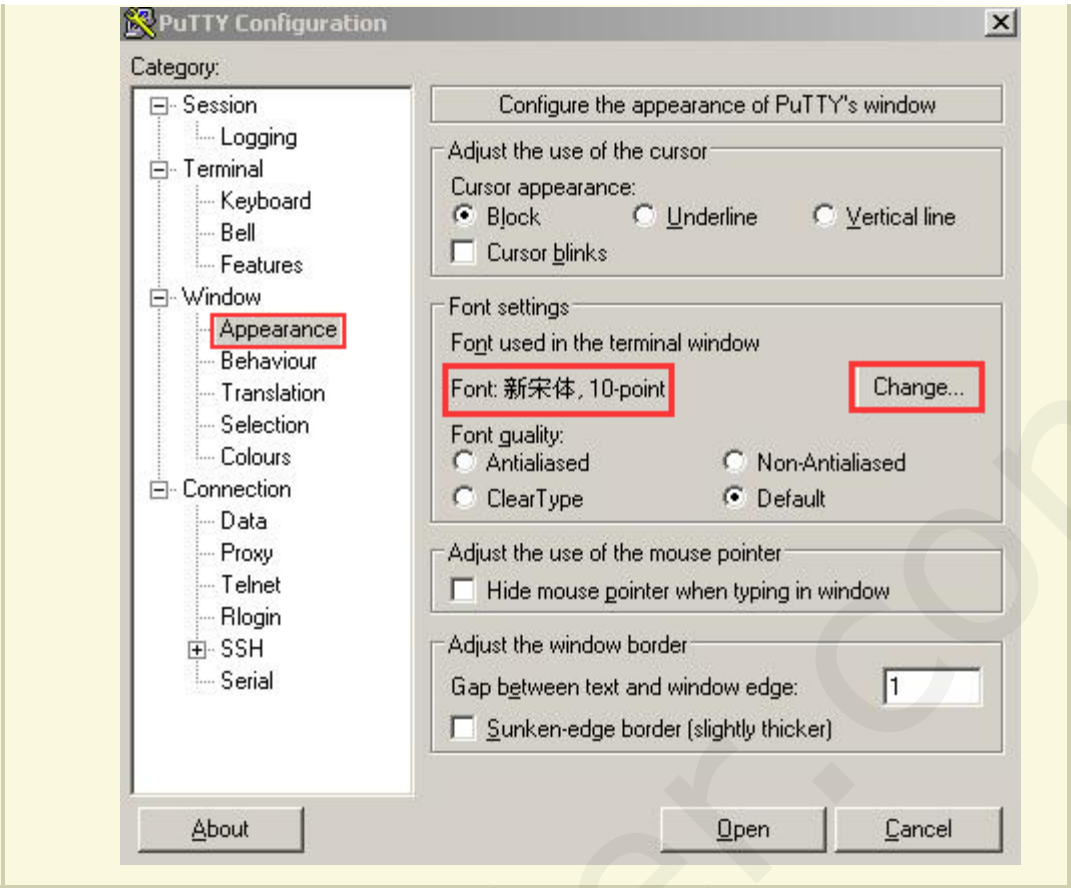 PuTTY Configuration
Category:
Session
Logging
Terminal
Keyboard
Bell
Features
Window
Appearance
Behaviour
Translation
Selection
Colours
Connection
Data
Proxy
Telnet
Rlogin
SSH
Serial
Configure the appearance of PuTTY's window
Adjust the use of the cursor
Cursor appearance:
Block Underline Vertical line
Cursor blinks
Font settings
Font used in the terminal window
Font: 新宋体, 10-point Change...
Font quality:
Antialiased Non-Antialiased
ClearType Default
Adjust the use of the mouse pointer
Hide mouse pointer when typing in window
Adjust the window border
Gap between text and window edge: 1
Sunken-edge border (slightly thicker)
About Open Cancel